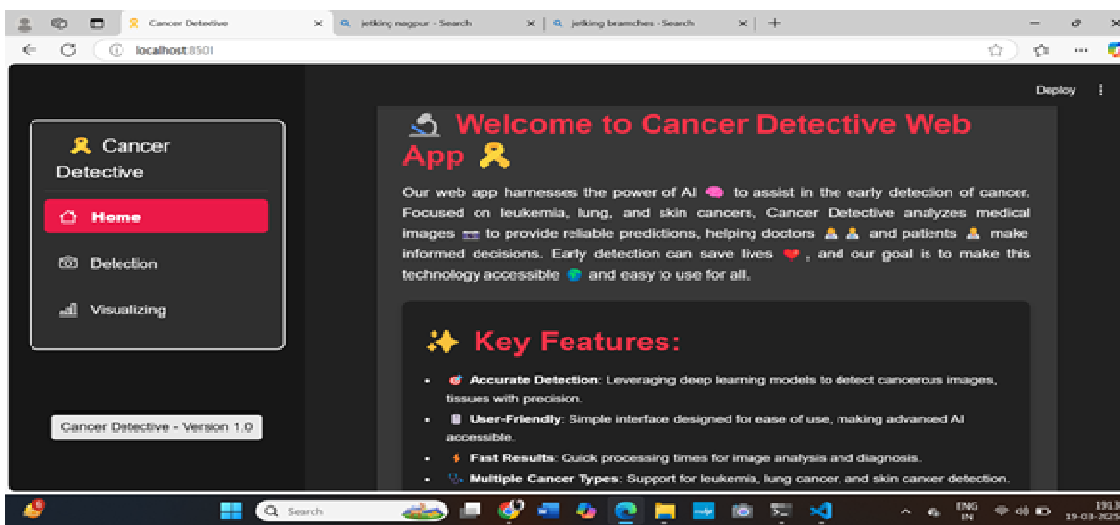 Cancer Detective
jetking nagpur - Search
jetking bramches - Search
localhost:8501
Deploy
Cancer
Detective
Home
Detection
Visualizing
Cancer Detective - Version 1.0
Welcome to Cancer Detective Web
App
Our web app harnesses the power of AI to assist in the early detection of cancer.
Focused on leukemia, lung, and skin cancers, Cancer Detective analyzes medical
images to provide reliable predictions, helping doctors and patients make
informed decisions. Early detection can save lives , and our goal is to make this
technology accessible and easy to use for all.
Key Features:
• Accurate Detection: Leveraging deep learning models to detect cancerous images,
tissues with precision.
• User-Friendly: Simple interface designed for ease of use, making advanced AI
accessible.
• Fast Results: Quick processing times for image analysis and diagnosis.
• Multiple Cancer Types: Support for leukemia, lung cancer, and skin cancer detection.
Search
ENG
IN
19:13
19-03-2025